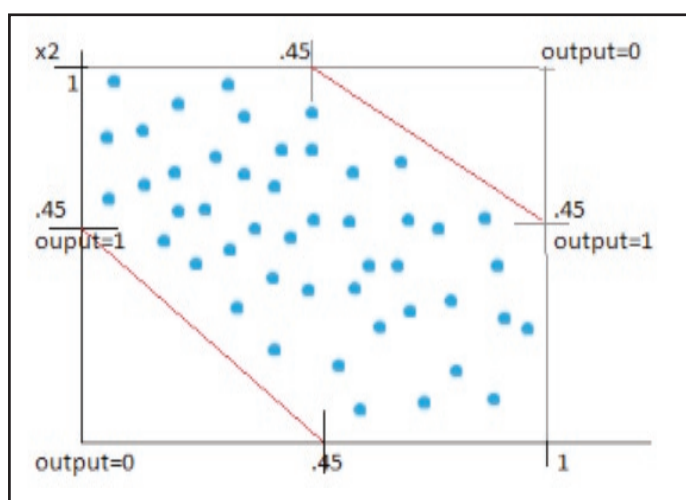 x2 .45 output=0
1
.45 .45
ouput=1 output=1
output=0 .45 1